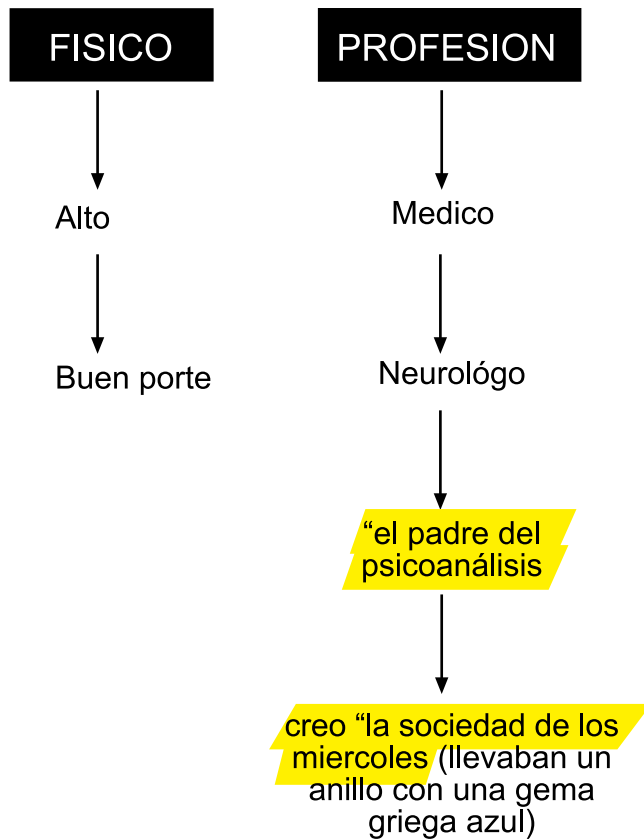 FISICO
Alto
Buen porte
PROFESION
Medico
Neurológo
“el padre del
psicoanálisis
creo “la sociedad de los
miercoles (llevaban un
anillo con una gema
griega azul)